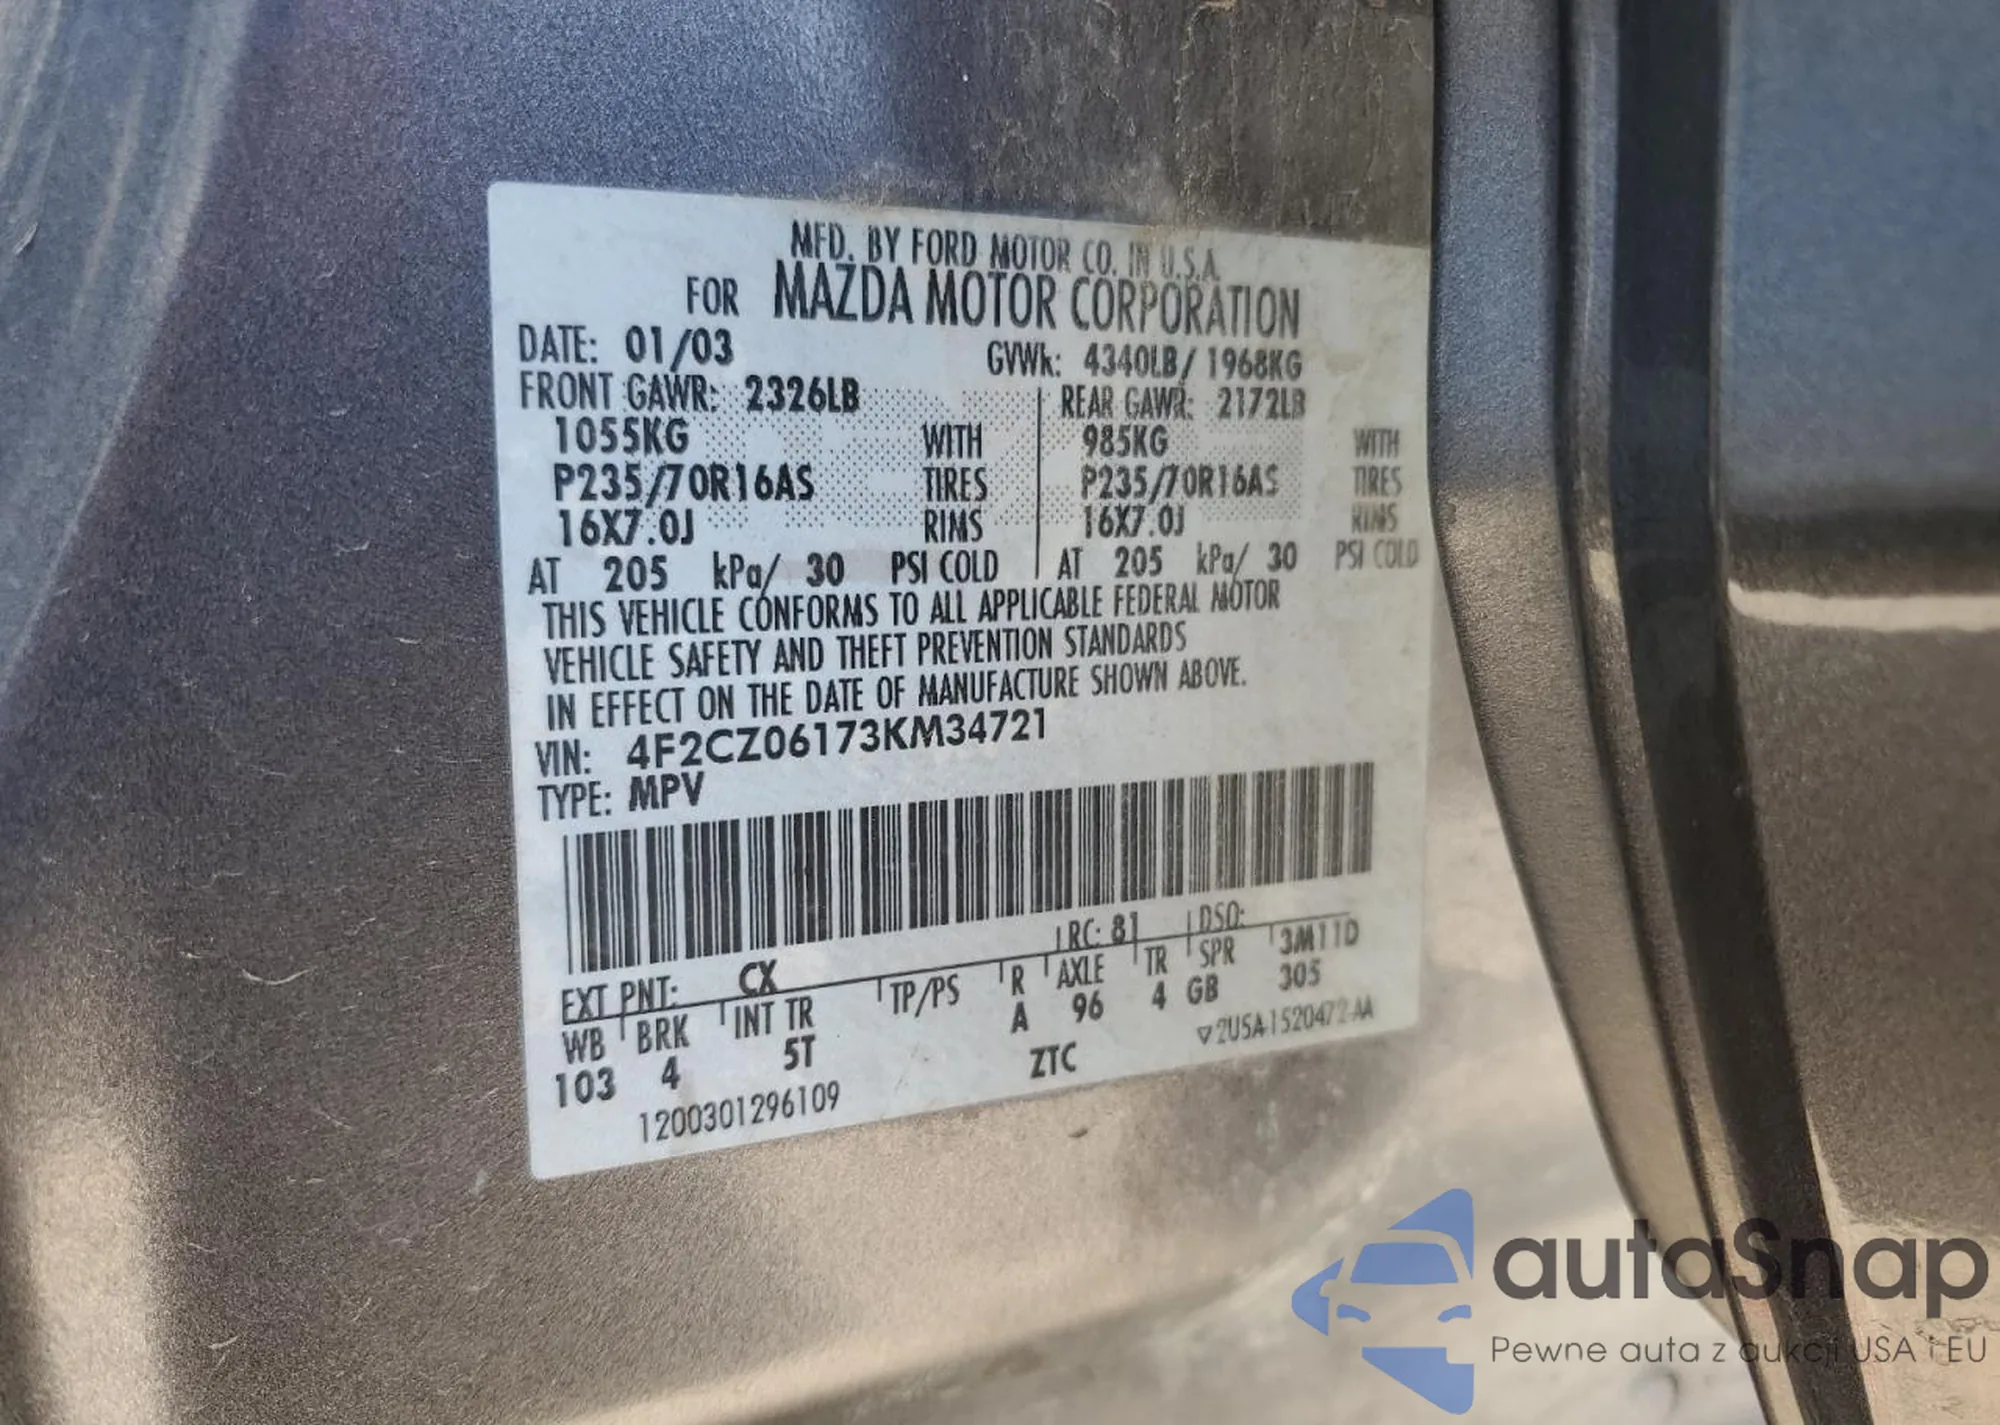 MFD. BY FORD MOTOR CO. IN U.S.A.
FOR MAZDA MOTOR CORPORATION
DATE: 01/03 GVWR: 4340LB/ 1968KG
FRONT GAWR: 2326LB REAR GAWR: 2172LB
1055KG WITH 985KG WITH
P235/70R16AS TIRES P235/70R16AS TIRES
16X7.0J RIMS 16X7.0J RIMS
AT 205 kPa/ 30 PSI COLD AT 205 kPa/ 30 PSI COLD
THIS VEHICLE CONFORMS TO ALL APPLICABLE FEDERAL MOTOR
VEHICLE SAFETY AND THEFT PREVENTION STANDARDS
IN EFFECT ON THE DATE OF MANUFACTURE SHOWN ABOVE.
VIN: 4F2CZ06173KM34721
TYPE: MPV
EXT PNT: CX RC: 81 DSO: 3M11D
WB BRK INT TR TP/PS R AXLE TR SPR
103 4 5T A 96 4 GB 305
1200301296109 ZTC ▽2U5A-1520472-AA
autaSnap
Pewne auta z aukcji USA i EU